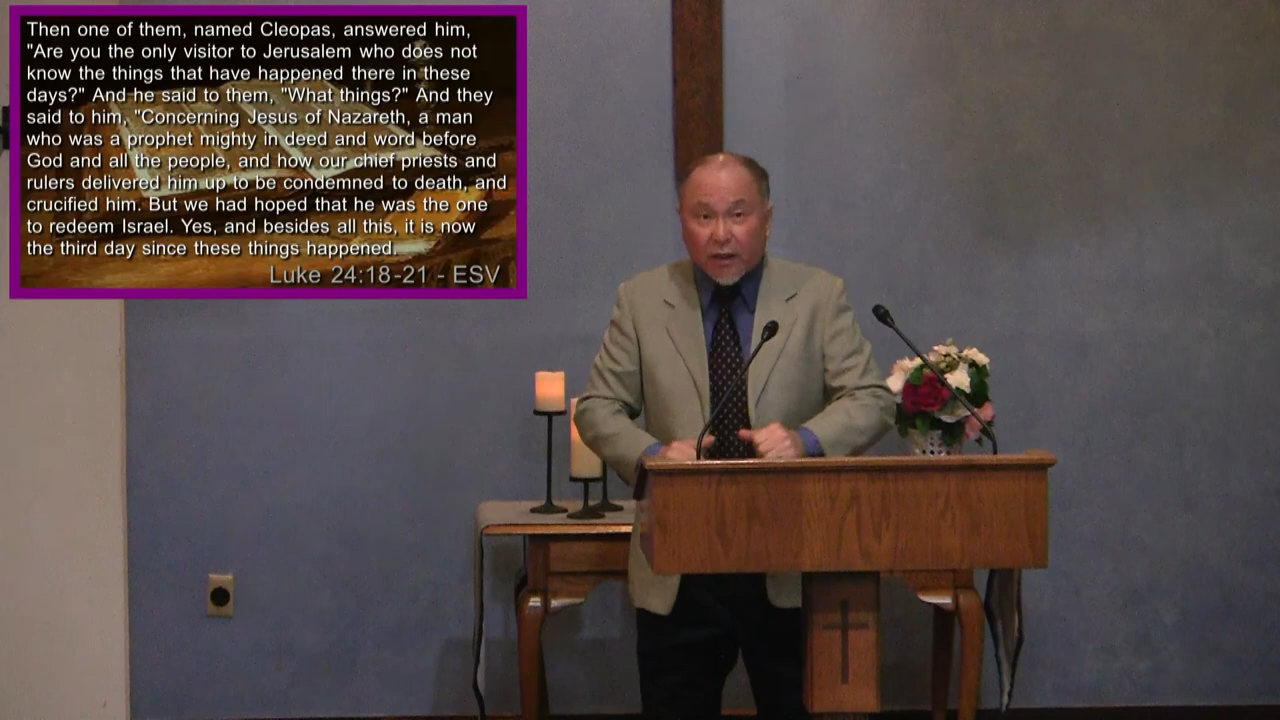 Then one of them, named Cleopas, answered him,
"Are you the only visitor to Jerusalem who does not
know the things that have happened there in these
days?" And he said to them, "What things?" And they
said to him, "Concerning Jesus of Nazareth, a man
who was a prophet mighty in deed and word before
God and all the people, and how our chief priests and
rulers delivered him up to be condemned to death, and
crucified him. But we had hoped that he was the one
to redeem Israel. Yes, and besides all this, it is now
the third day since these things happened.
Luke 24:18-21 - ESV